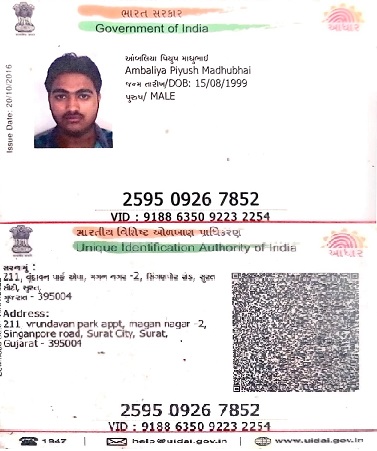 ભારત સરકાર
Government of India
Issue Date: 20/10/2016
આંબલિયા પિયુષ માધુભાઈ
Ambaliya Piyush Madhubhai
જન્મ તારીખ/DOB: 15/08/1999
પુરુષ/ MALE
2595 0926 7852
VID : 9188 6350 9223 2254
ભારતીય વિશિષ્ટ ઓળખાણ પ્રાધિકરણ
Unique Identification Authority of India
સરનામું :
211, વૃંદાવન પાર્ક એપા, મગન નગર -2, સિંગણપોર રોડ, સુરત
સીટી, સુરત,
ગુજરાત - 395004
Address:
211, vrundavan park appt, magan nagar -2,
Singanpore road, Surat City, Surat,
Gujarat - 395004
2595 0926 7852
VID : 9188 6350 9223 2254
1947 | help@uidai.gov.in | www.uidai.gov.in